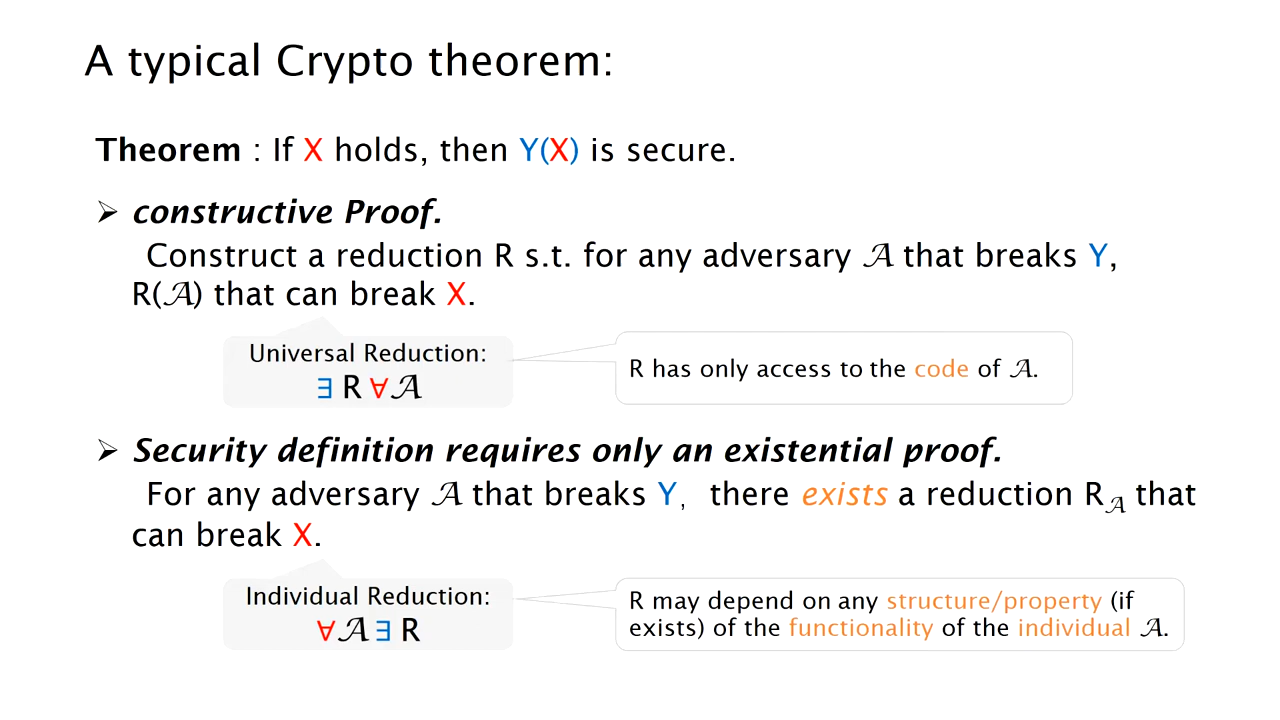 A typical Crypto theorem:
Theorem : If X holds, then Y(X) is secure.
➢ constructive Proof.
Construct a reduction R s.t. for any adversary 𝒜 that breaks Y,
R(𝒜) that can break X.
Universal Reduction:
∃ R ∀ 𝒜
R has only access to the code of 𝒜.
➢ Security definition requires only an existential proof.
For any adversary 𝒜 that breaks Y, there exists a reduction R𝒜 that
can break X.
Individual Reduction:
∀ 𝒜 ∃ R
R may depend on any structure/property (if
exists) of the functionality of the individual 𝒜.